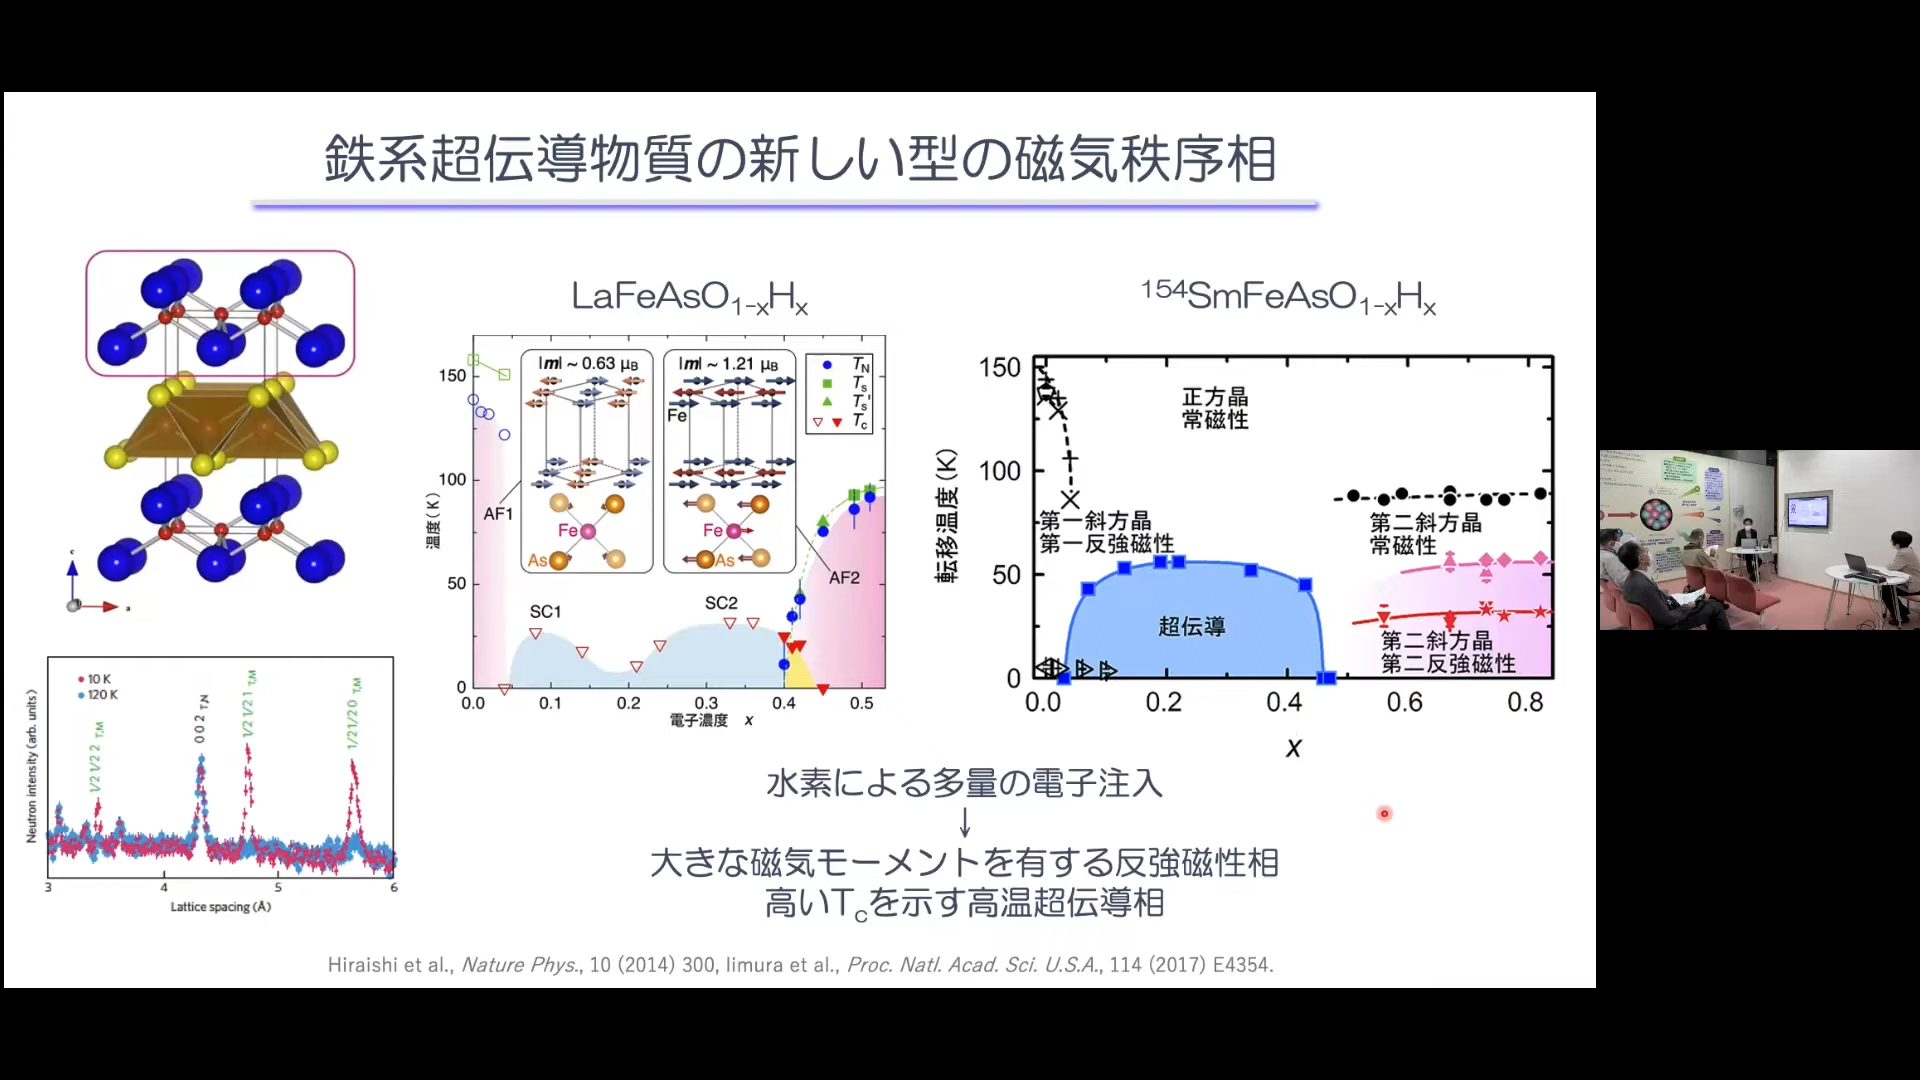 鉄系超伝導物質の新しい型の磁気秩序相
c
a
10 K
120 K
1/2 1/2 2 T,M
0 0 2 T,N
1/2 1/2 1 T,M
1/2 1/2 0 T,M
Neutron intensity (arb. units)
3 4 5 6
Lattice spacing (Å)
LaFeAsO1-xHx
|m| ~ 0.63 μB
|m| ~ 1.21 μB
TN
Ts
Ts'
Tc
Fe
AF1
Fe
As
Fe
As
AF2
SC1
SC2
温度(K)
150
100
50
0
0.0 0.1 0.2 0.3 0.4 0.5
電子濃度 x
154SmFeAsO1-xHx
転移温度 (K)
150
100
50
0
正方晶
常磁性
第一斜方晶
第一反強磁性
第二斜方晶
常磁性
超伝導
第二斜方晶
第二反強磁性
0.0 0.2 0.4 0.6 0.8
x
水素による多量の電子注入
↓
大きな磁気モーメントを有する反強磁性相
高いTcを示す高温超伝導相
Hiraishi et al., Nature Phys., 10 (2014) 300, Iimura et al., Proc. Natl. Acad. Sci. U.S.A., 114 (2017) E4354.